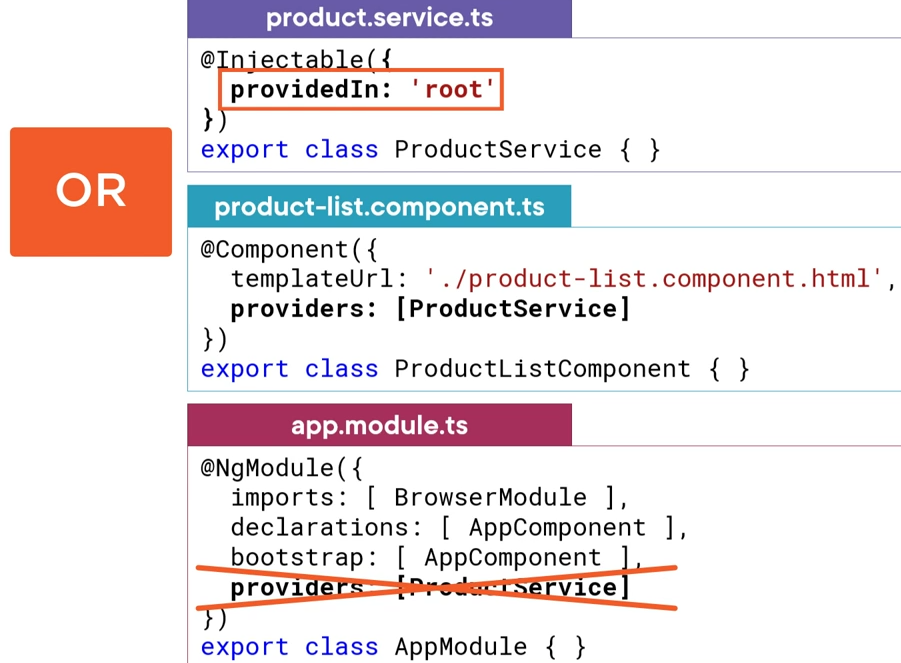 product.service.ts
@Injectable({
providedIn: 'root'
})
export class ProductService { }
OR
product-list.component.ts
@Component({
templateUrl: './product-list.component.html',
providers: [ProductService]
})
export class ProductListComponent { }
app.module.ts
@NgModule({
imports: [ BrowserModule ],
declarations: [ AppComponent ],
bootstrap: [ AppComponent ],
providers: [ProductService]
})
export class AppModule { }